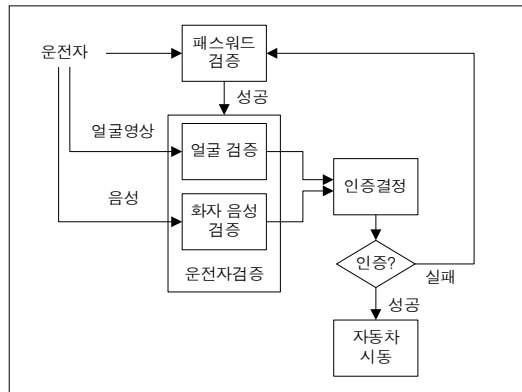 운전자
패스워드
검증
성공
얼굴영상
얼굴 검증
음성
화자 음성
검증
운전자검증
인증결정
인증?
실패
성공
자동차
시동